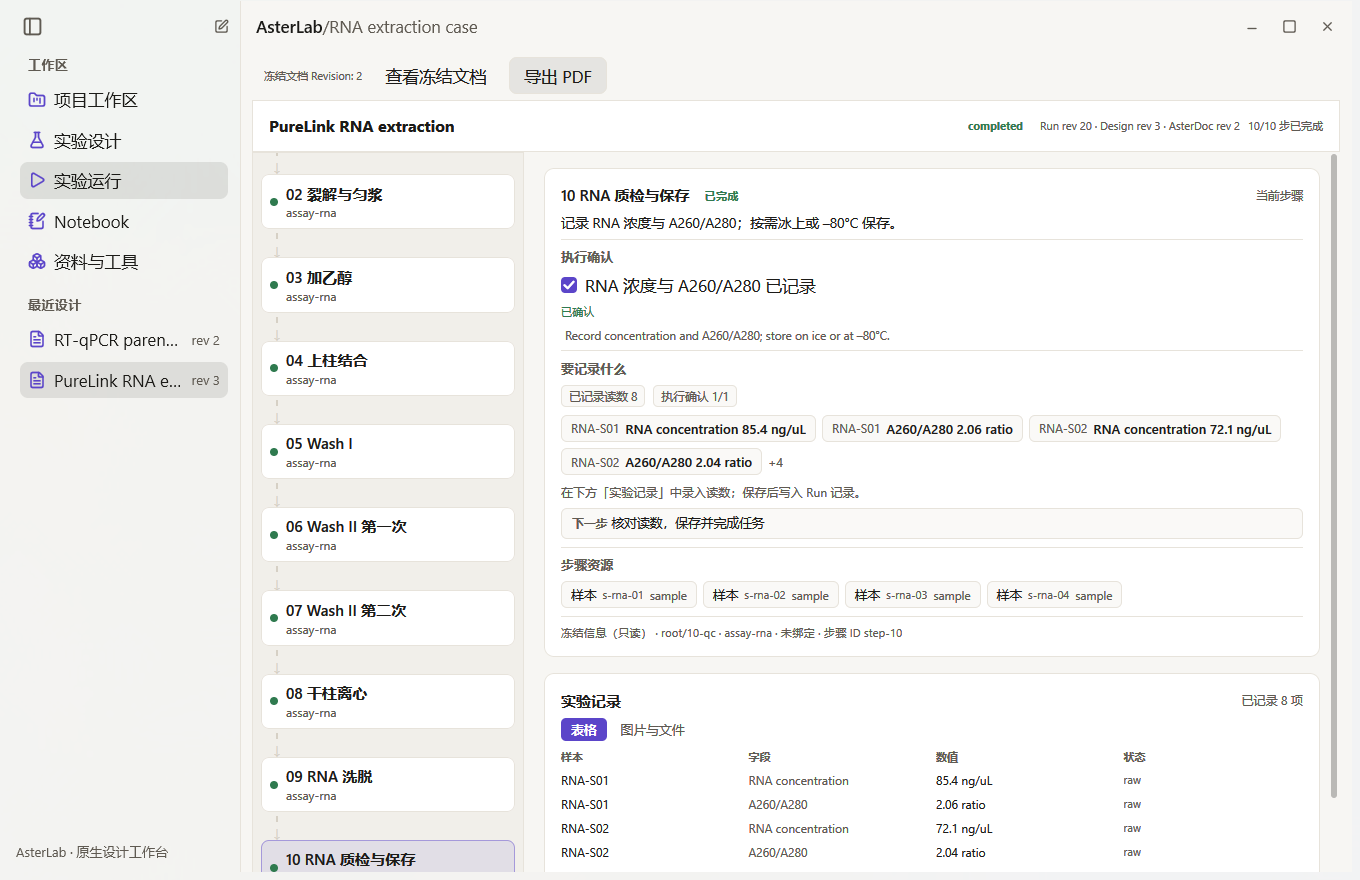 AsterLab/RNA extraction case
工作区
项目工作区
实验设计
实验运行
Notebook
资料与工具
最近设计
RT-qPCR paren... rev 2
PureLink RNA e... rev 3
AsterLab · 原生设计工作台
冻结文档 Revision: 2 查看冻结文档 导出 PDF
PureLink RNA extraction
completed Run rev 20 · Design rev 3 · AsterDoc rev 2 10/10 步已完成
02 裂解与匀浆
assay-rna
03 加乙醇
assay-rna
04 上柱结合
assay-rna
05 Wash I
assay-rna
06 Wash II 第一次
assay-rna
07 Wash II 第二次
assay-rna
08 干柱离心
assay-rna
09 RNA 洗脱
assay-rna
10 RNA 质检与保存
10 RNA 质检与保存 已完成 当前步骤
记录 RNA 浓度与 A260/A280；按需冰上或 –80°C 保存。
执行确认
RNA 浓度与 A260/A280 已记录
已确认
Record concentration and A260/A280; store on ice or at –80°C.
要记录什么
已记录读数 8 执行确认 1/1
RNA-S01 RNA concentration 85.4 ng/uL RNA-S01 A260/A280 2.06 ratio RNA-S02 RNA concentration 72.1 ng/uL
RNA-S02 A260/A280 2.04 ratio +4
在下方「实验记录」中录入读数；保存后写入 Run 记录。
下一步 核对读数，保存并完成任务
步骤资源
样本 s-rna-01 sample 样本 s-rna-02 sample 样本 s-rna-03 sample 样本 s-rna-04 sample
冻结信息（只读） · root/10-qc · assay-rna · 未绑定 · 步骤 ID step-10
实验记录 已记录 8 项
表格 图片与文件
样本 字段 数值 状态
RNA-S01 RNA concentration 85.4 ng/uL raw
RNA-S01 A260/A280 2.06 ratio raw
RNA-S02 RNA concentration 72.1 ng/uL raw
RNA-S02 A260/A280 2.04 ratio raw